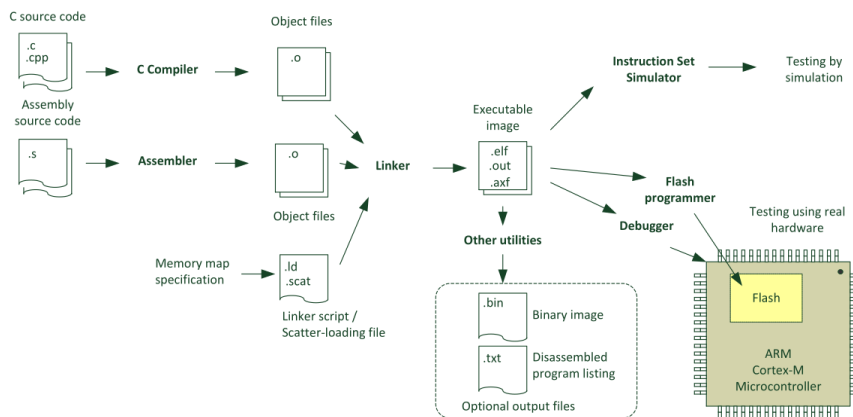 C source code
.c
.cpp
C Compiler
Object files
.o
Assembly
source code
.s
Assembler
.o
Object files
Memory map
specification
.ld
.scat
Linker script /
Scatter-loading file
Linker
Executable
image
.elf
.out
.axf
Instruction Set
Simulator
Testing by
simulation
Flash
programmer
Debugger
Testing using real
hardware
Flash
ARM
Cortex-M
Microcontroller
Other utilities
.bin
Binary image
.txt
Disassembled
program listing
Optional output files